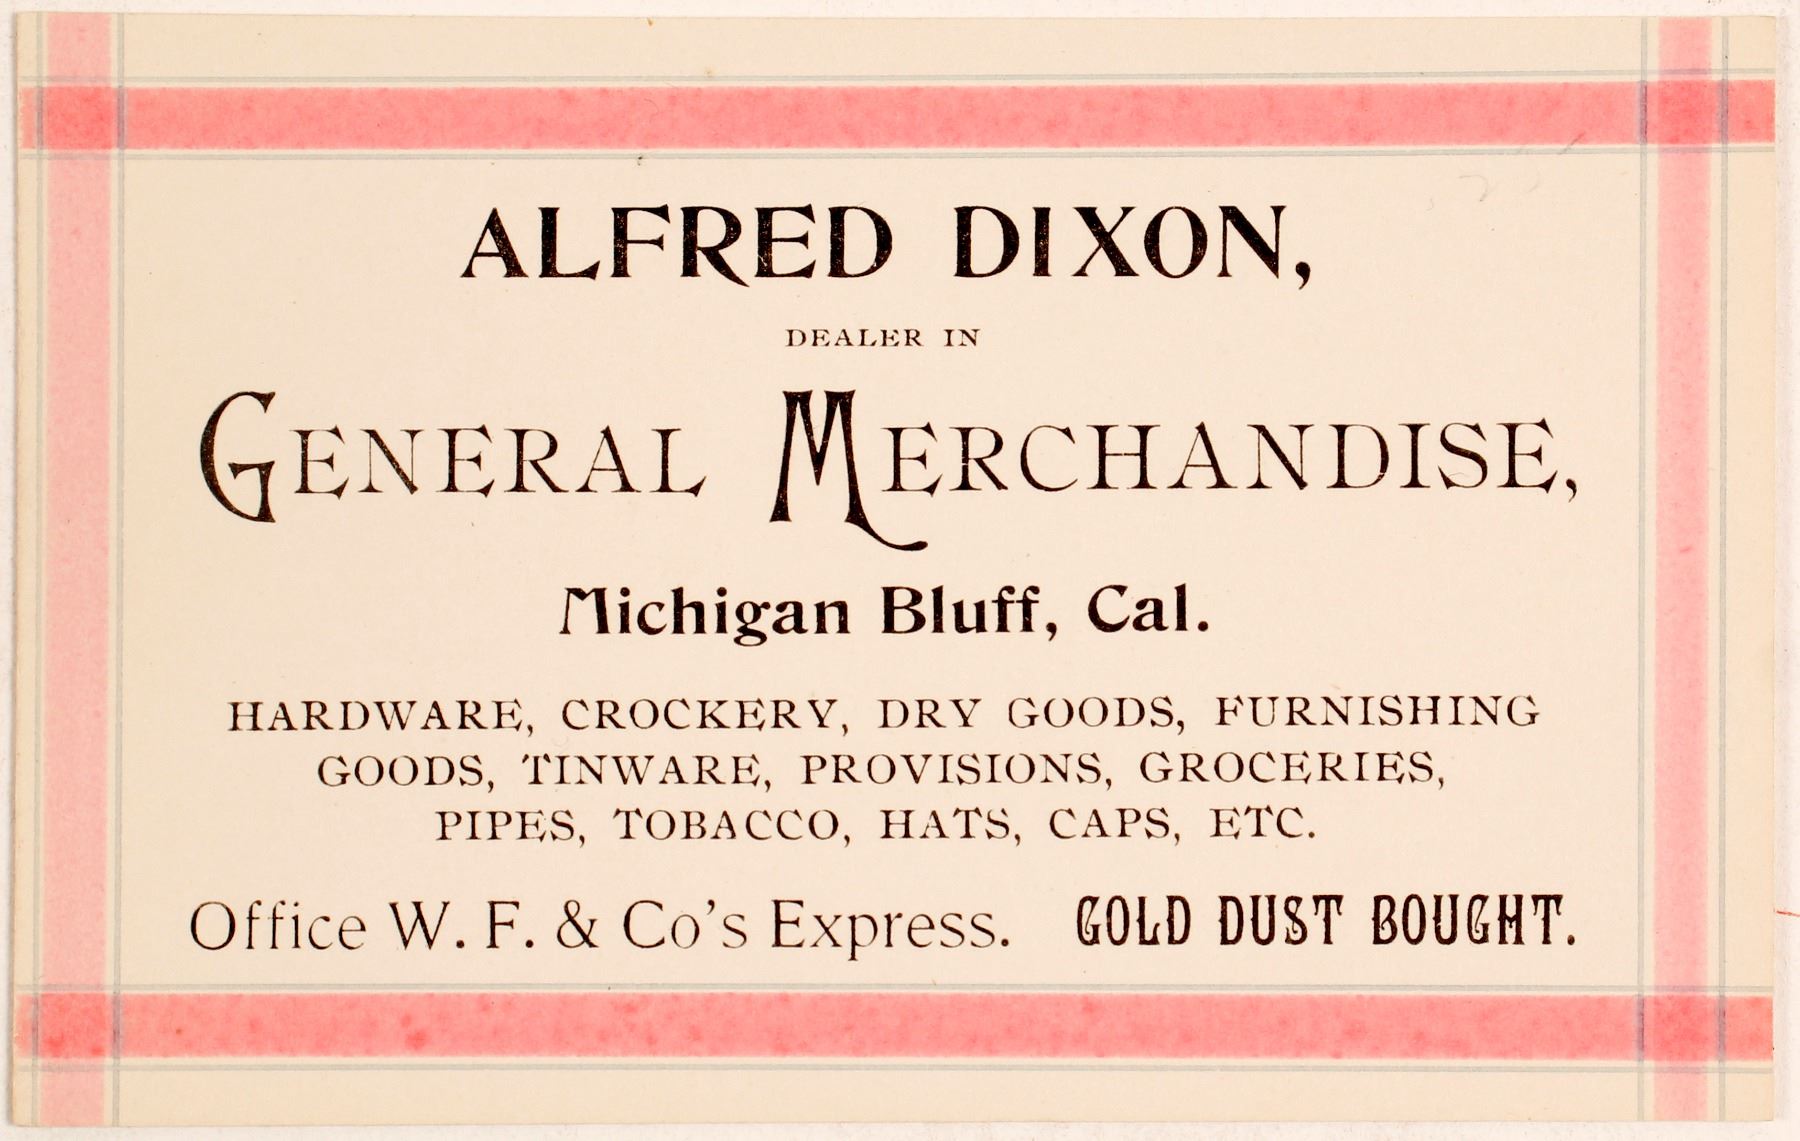 ALFRED DIXON,
DEALER IN
GENERAL MERCHANDISE,
Michigan Bluff, Cal.
HARDWARE, CROCKERY, DRY GOODS, FURNISHING
GOODS, TINWARE, PROVISIONS, GROCERIES,
PIPES, TOBACCO, HATS, CAPS, ETC.
Office W. F. & Co's Express. GOLD DUST BOUGHT.